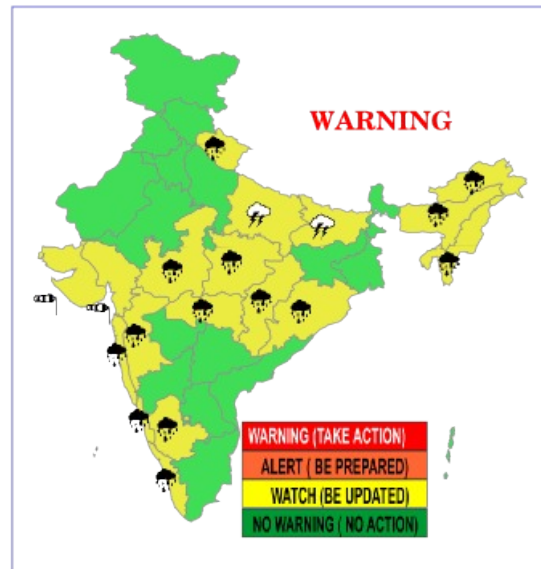 WARNING
WARNING (TAKE ACTION)
ALERT ( BE PREPARED)
WATCH (BE UPDATED)
NO WARNING ( NO ACTION)